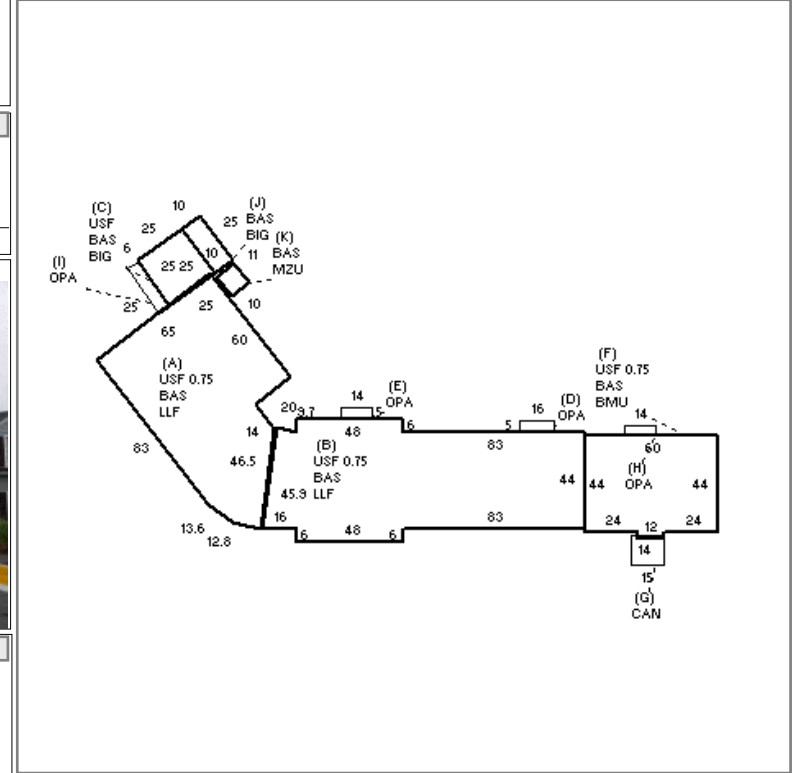 10
(J)
BAS
BIG
(C)
USF
BAS
BIG
25
25
(K)
BAS
MZU
6
10
11
(I)
OPA
25 25
25
25
10
65
60
(A)
USF 0.75
BAS
LLF
(F)
USF 0.75
BAS
BMU
(E)
OPA
14
16
(D)
OPA
14
20
9.7
5
6
5
14
48
83
60
(B)
USF 0.75
BAS
LLF
83
46.5
(H)
OPA
44
44
44
45.9
16
83
24
12
24
13.6
12.8
6
48
6
14
15
(G)
CAN